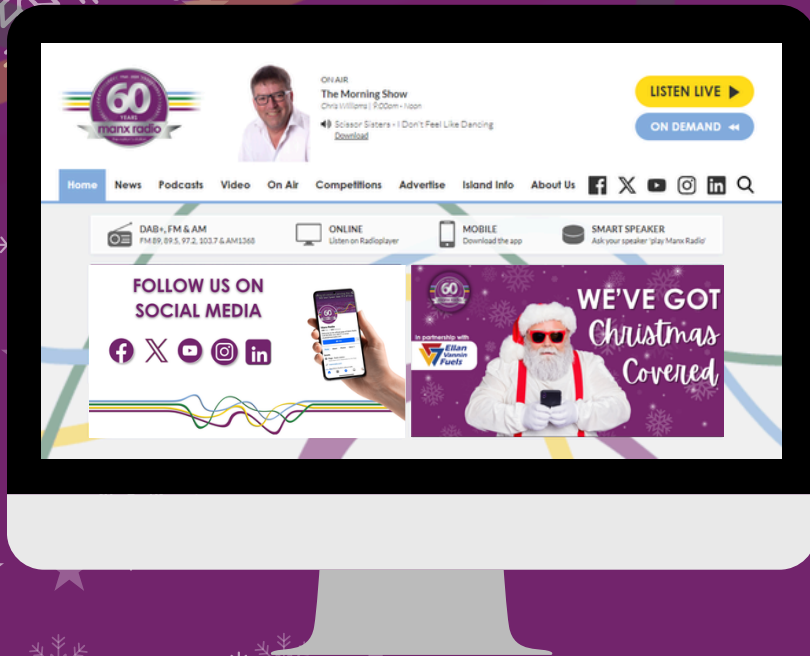 60
YEARS
manx radio
ON AIR
The Morning Show
Chris Williams | 9:00am - Noon
Scissor Sisters - I Don't Feel Like Dancing
Download
LISTEN LIVE
ON DEMAND
Home News Podcasts Video On Air Competitions Advertise Island Info About Us
DAB+, FM & AM
FM 89, 89.5, 97.2, 103.7 & AM1368
ONLINE
Listen on Radioplayer
MOBILE
Download the app
SMART SPEAKER
Ask your speaker 'play Manx Radio'
FOLLOW US ON
SOCIAL MEDIA
60
60
In partnership with
Ellan
Vannin
Fuels
WE'VE GOT
Christmas
Covered